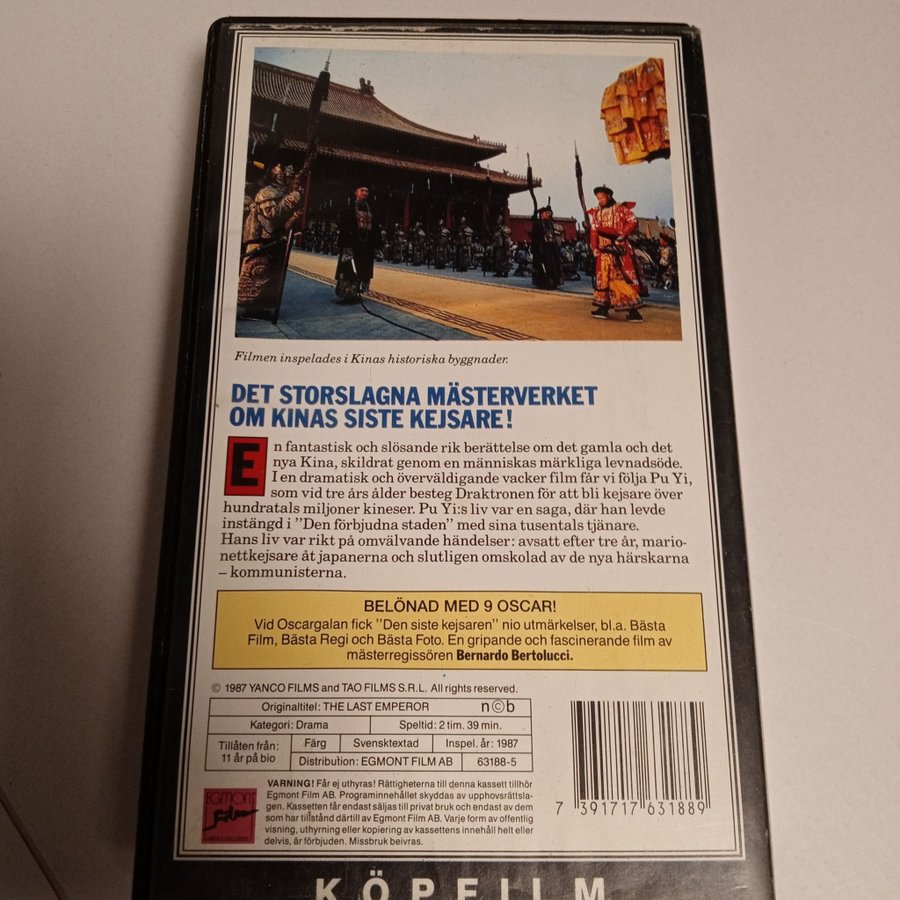 Filmen inspelades i Kinas historiska byggnader.
DET STORSLAGNA MÄSTERVERKET
OM KINAS SISTE KEJSARE!
En fantastisk och slösande rik berättelse om det gamla och det
nya Kina, skildrat genom en människas märkliga levnadsöde.
I en dramatisk och överväldigande vacker film får vi följa Pu Yi,
som vid tre års ålder besteg Draktronen för att bli kejsare över
hundratals miljoner kineser. Pu Yi:s liv var en saga, där han levde
instängd i "Den förbjudna staden" med sina tusentals tjänare.
Hans liv var rikt på omvälvande händelser: avsatt efter tre år, mario-
nettkejsare åt japanerna och slutligen omskolad av de nya härskarna
– kommunisterna.
BELÖNAD MED 9 OSCAR!
Vid Oscargalan fick "Den siste kejsaren" nio utmärkelser, bl.a. Bästa
Film, Bästa Regi och Bästa Foto. En gripande och fascinerande film av
mästerregissören Bernardo Bertolucci.
© 1987 YANCO FILMS and TAO FILMS S.R.L. All rights reserved.
Originaltitel: THE LAST EMPEROR n©b
Kategori: Drama Speltid: 2 tim. 39 min.
Tillåten från: Färg Svensktextad Inspel. år: 1987
11 år på bio Distribution: EGMONT FILM AB 63188-5
VARNING! Får ej uthyras! Rättigheterna till denna kassett tillhör
Egmont Film AB. Programinnehållet skyddas av upphovsrättsla-
gen. Kassetten får endast säljas till privat bruk och endast av dem
som har tillstånd därtill av Egmont Film AB. Varje form av offentlig
visning, uthyrning eller kopiering av kassettens innehåll helt eller
delvis, är förbjuden. Missbruk beivras.
EGMONT
Film
7 391717 631889
KÖPFILM